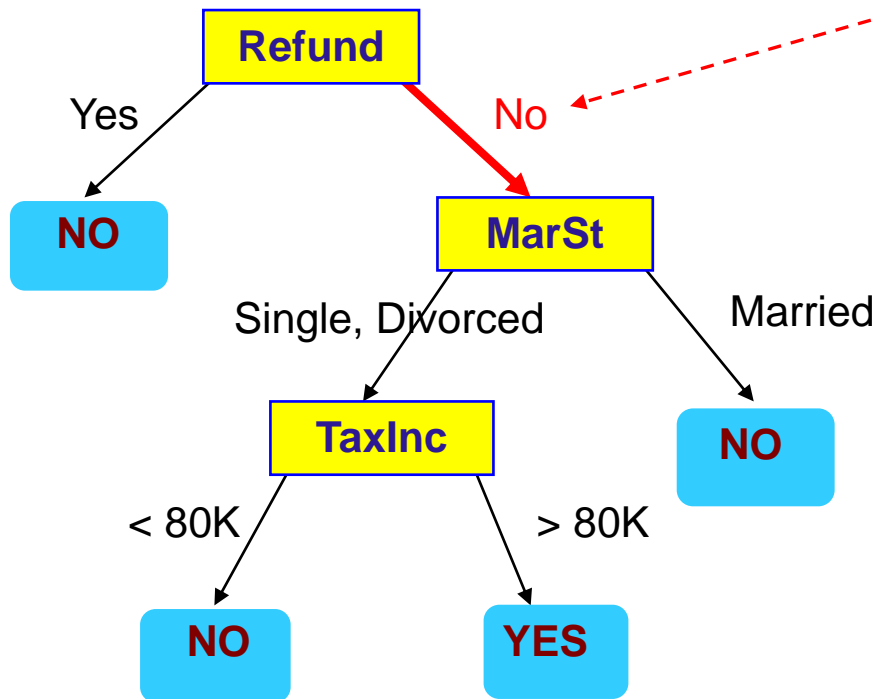 Refund
Yes
No
NO
MarSt
Single, Divorced
Married
TaxInc
NO
< 80K
> 80K
NO
YES